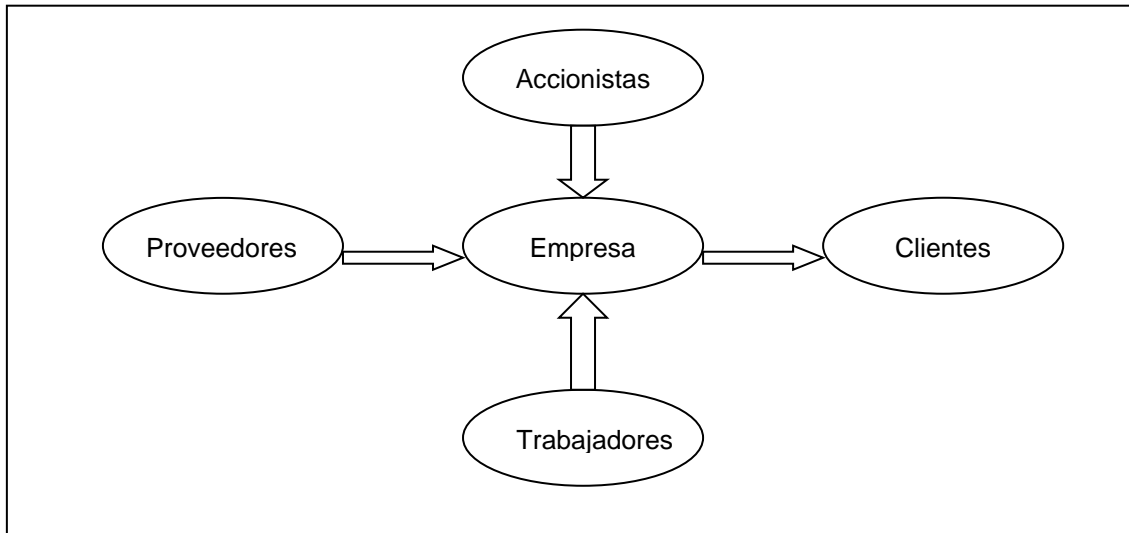 Accionistas
Proveedores
Empresa
Clientes
Trabajadores